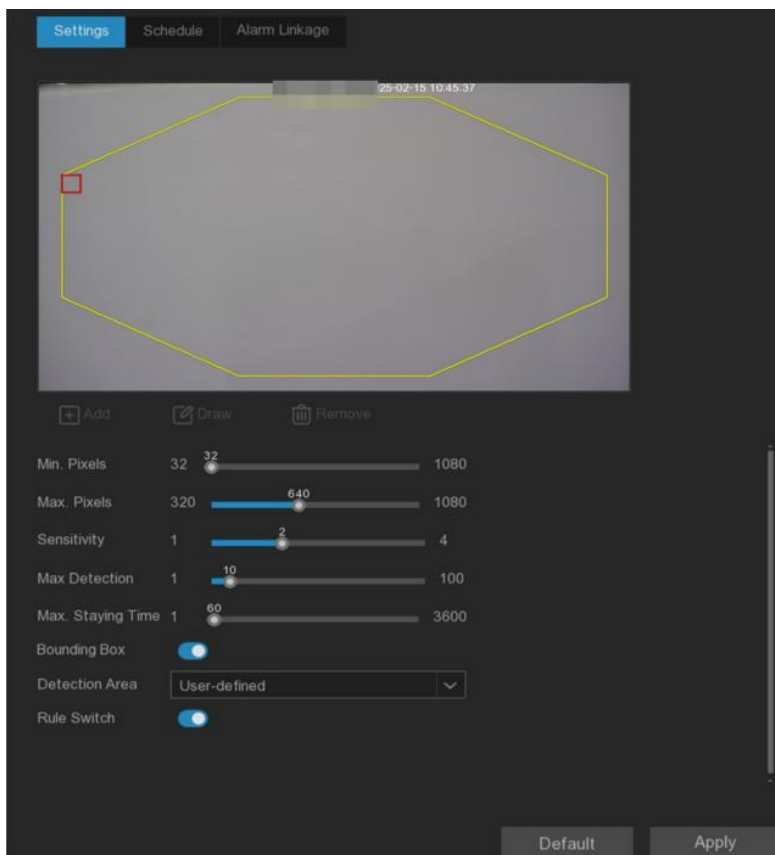 Settings Schedule Alarm Linkage
25-02-15 10:45:37
Add Draw Remove
Min. Pixels 32 32 1080
Max. Pixels 320 640 1080
Sensitivity 1 2 4
Max Detection 1 10 100
Max. Staying Time 1 60 3600
Bounding Box
Detection Area User-defined
Rule Switch
Default Apply